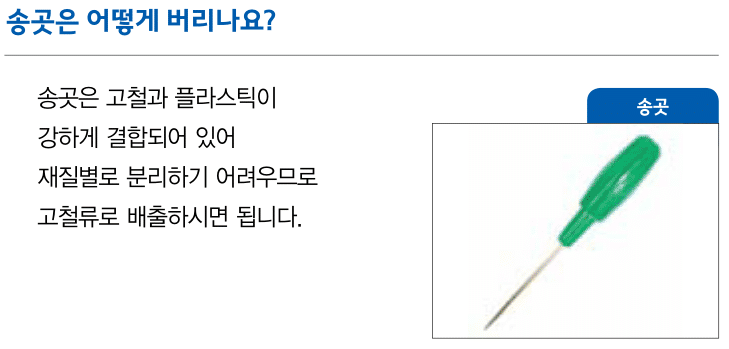 송곳은 어떻게 버리나요?
송곳은 고철과 플라스틱이
강하게 결합되어 있어
재질별로 분리하기 어려우므로
고철류로 배출하시면 됩니다.
송곳